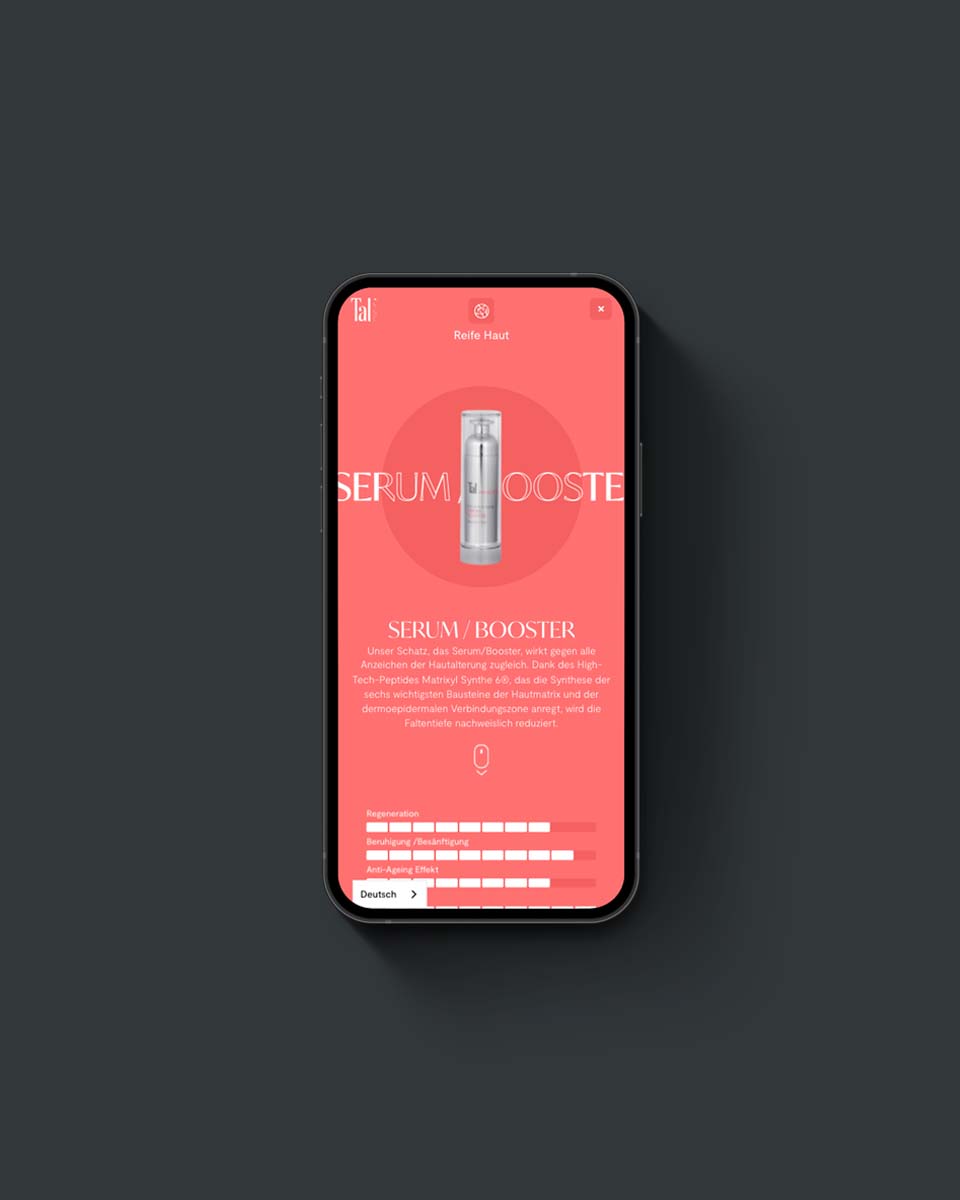 Tal
Reife Haut
SERUM / BOOSTE
Tal
SERUM / BOOSTER
Unser Schatz, das Serum/Booster, wirkt gegen alle
Anzeichen der Hautalterung zugleich. Dank des High-
Tech-Peptides Matrixyl Synthe 6®, das die Synthese der
sechs wichtigsten Bausteine der Hautmatrix und der
dermoepidermalen Verbindungszone anregt, wird die
Faltentiefe nachweislich reduziert.
Regeneration
Beruhigung /Besänftigung
Anti-Ageing Effekt
Deutsch